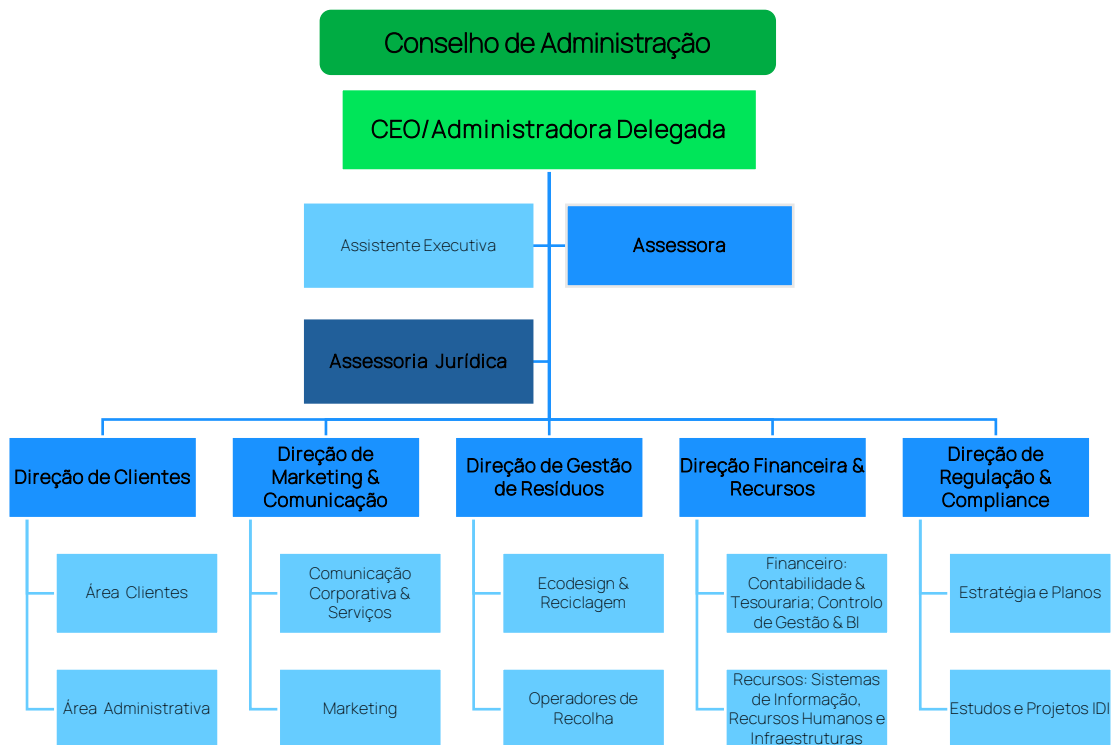 Conselho de Administração
CEO/Administradora Delegada
Assistente Executiva
Assessora
Assessoria Jurídica
Direção de Clientes
Direção de
Marketing &
Comunicação
Direção de Gestão
de Resíduos
Direção Financeira &
Recursos
Direção de
Regulação &
Compliance
Área Clientes
Comunicação
Corporativa &
Serviços
Ecodesign &
Reciclagem
Financeiro:
Contabilidade &
Tesouraria; Controlo
de Gestão & BI
Estratégia e Planos
Área Administrativa
Marketing
Operadores de
Recolha
Recursos: Sistemas
de Informação,
Recursos Humanos e
Infraestruturas
Estudos e Projetos IDI